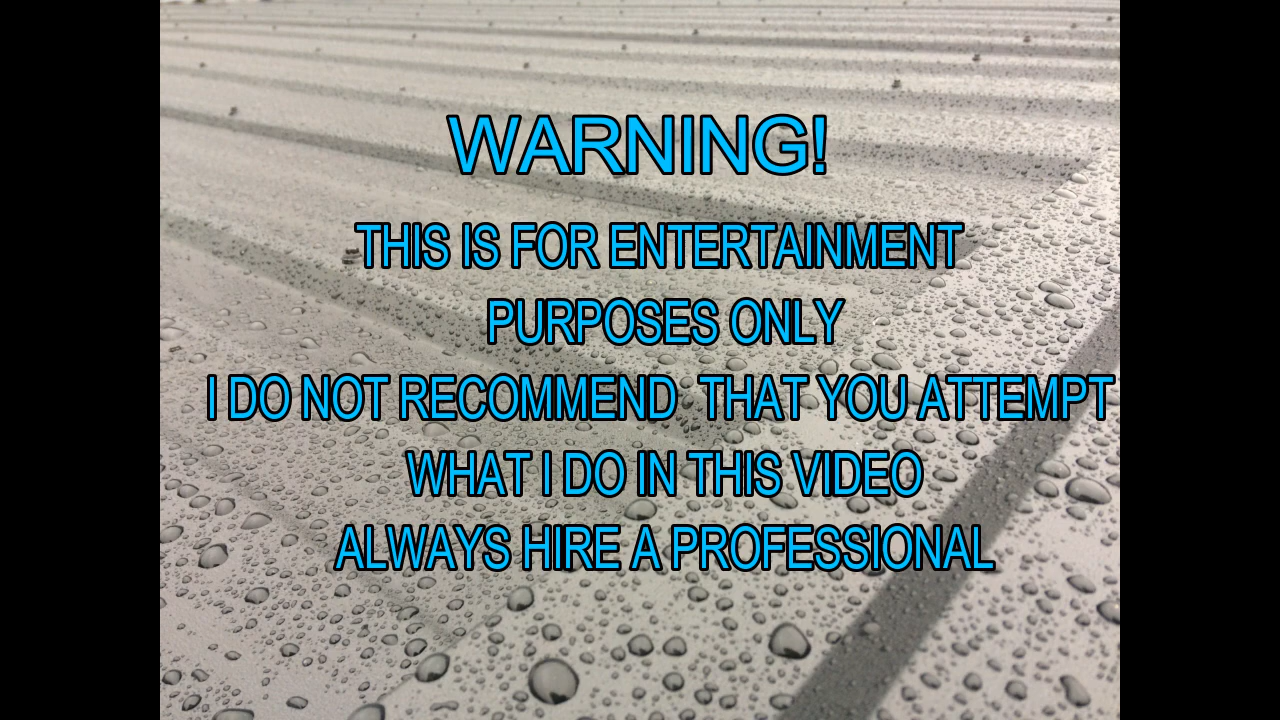 WARNING!
THIS IS FOR ENTERTAINMENT
PURPOSES ONLY
I DO NOT RECOMMEND THAT YOU ATTEMPT
WHAT I DO IN THIS VIDEO
ALWAYS HIRE A PROFESSIONAL